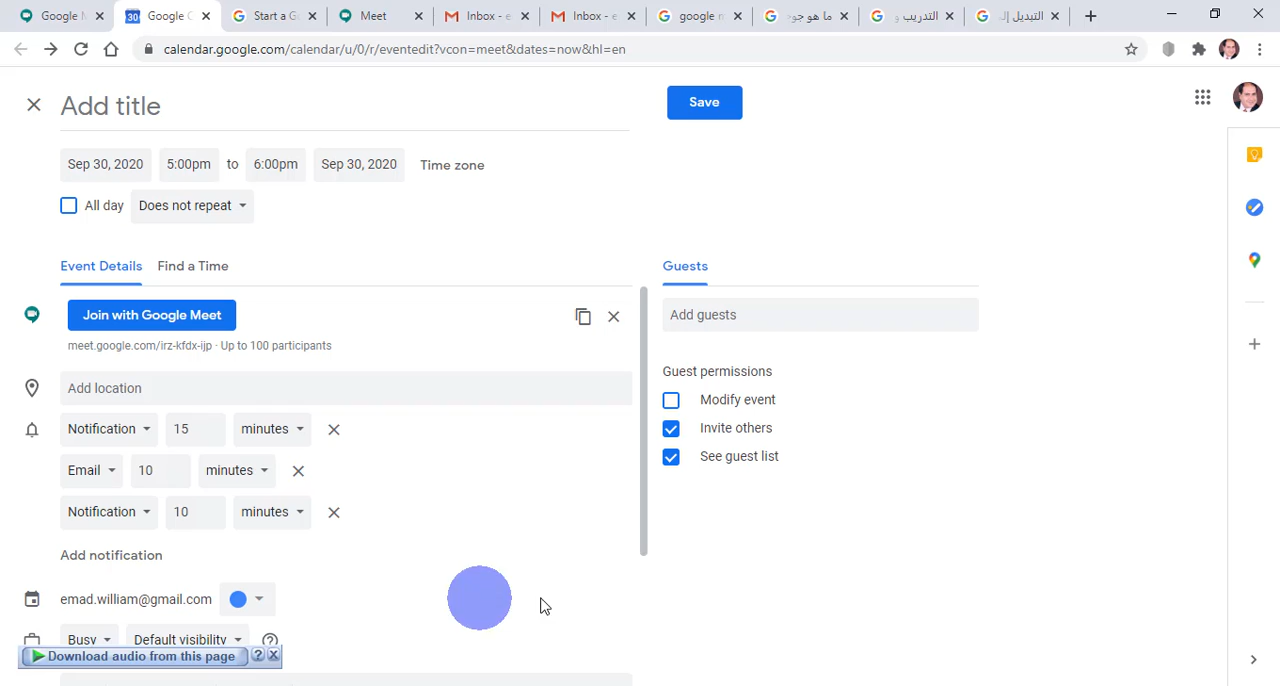 Google M
Google C
Start a G
Meet
Inbox - e
Inbox - e
google m
ما هو جو
التدريب و
التبديل إلـ
calendar.google.com/calendar/u/0/r/eventedit?vcon=meet&dates=now&hl=en
Add title
Save
Sep 30, 2020 5:00pm to 6:00pm Sep 30, 2020 Time zone
All day Does not repeat
Event Details Find a Time
Guests
Join with Google Meet
Add guests
meet.google.com/irz-kfdx-ijp · Up to 100 participants
Guest permissions
Add location
Modify event
Notification 15 minutes
Invite others
See guest list
Email 10 minutes
Notification 10 minutes
Add notification
emad.william@gmail.com
Busy Default visibility
Download audio from this page